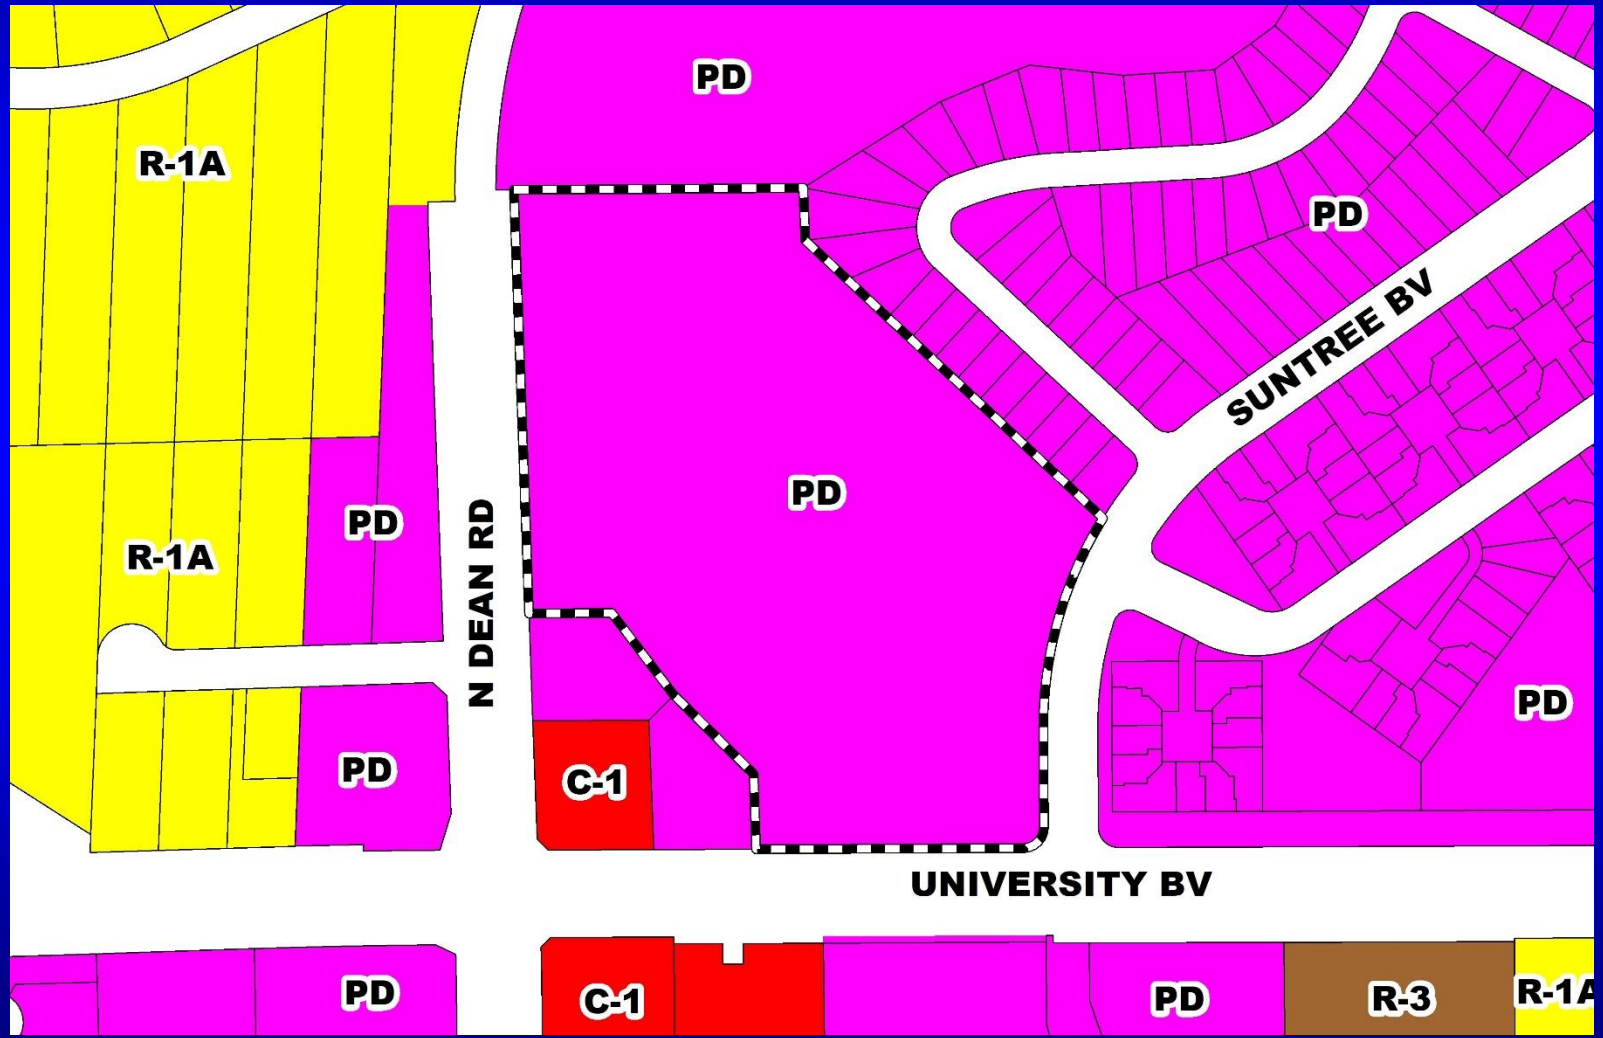 PD
R-1A
PD
SUNTREE BV
PD
PD
R-1A
N DEAN RD
PD
PD
C-1
UNIVERSITY BV
PD
C-1
PD
R-3
R-1A